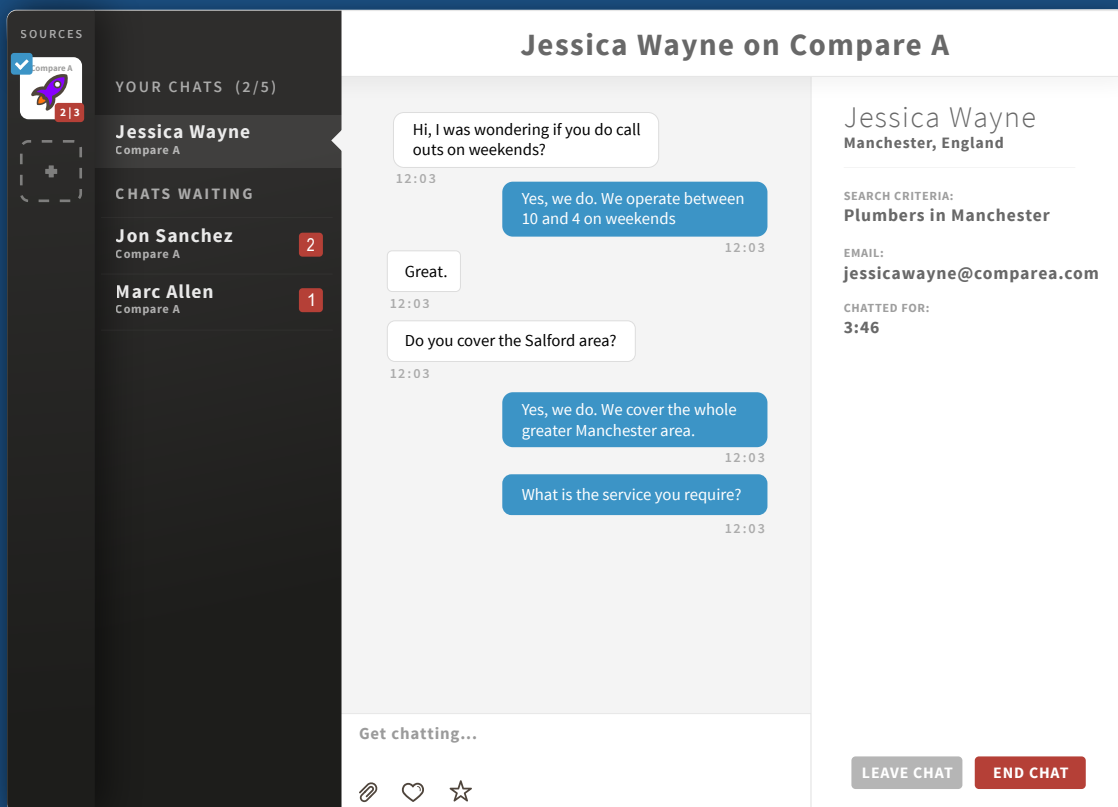 SOURCES
Compare A
2|3
YOUR CHATS (2/5)
Jessica Wayne
Compare A
CHATS WAITING
Jon Sanchez
Compare A
2
Marc Allen
Compare A
1
Jessica Wayne on Compare A
Hi, I was wondering if you do call
outs on weekends?
12:03
Yes, we do. We operate between
10 and 4 on weekends
12:03
Great.
12:03
Do you cover the Salford area?
12:03
Yes, we do. We cover the whole
greater Manchester area.
12:03
What is the service you require?
12:03
Get chatting...
Jessica Wayne
Manchester, England
SEARCH CRITERIA:
Plumbers in Manchester
EMAIL:
jessicawayne@comparea.com
CHATTED FOR:
3:46
LEAVE CHAT
END CHAT